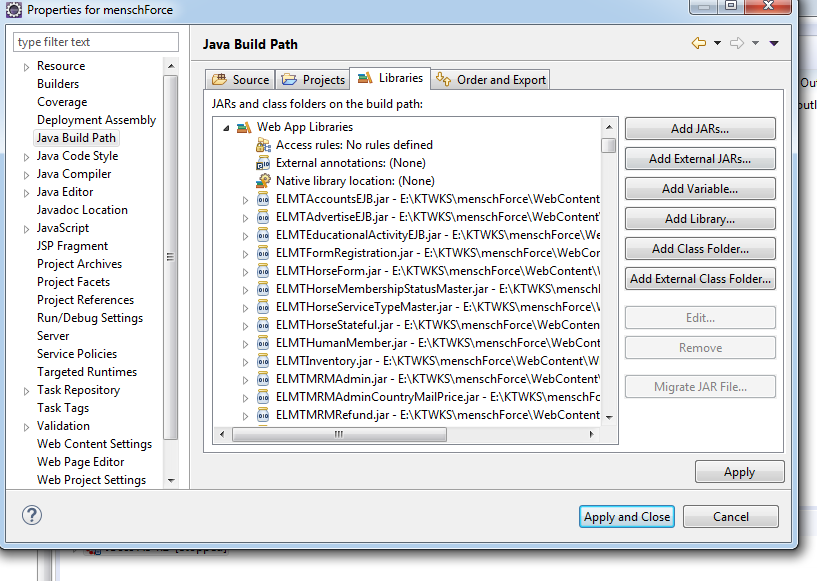 Properties for menschForce
type filter text
Resource
Builders
Coverage
Deployment Assembly
Java Build Path
Java Code Style
Java Compiler
Java Editor
Javadoc Location
JavaScript
JSP Fragment
Project Archives
Project Facets
Project References
Run/Debug Settings
Server
Service Policies
Targeted Runtimes
Task Repository
Task Tags
Validation
Web Content Settings
Web Page Editor
Web Project Settings
Java Build Path
Source Projects Libraries Order and Export
JARs and class folders on the build path:
Web App Libraries
Access rules: No rules defined
External annotations: (None)
Native library location: (None)
ELMTAccountsEJB.jar - E:\KTWKS\menschForce\WebContent
ELMTAdvertiseEJB.jar - E:\KTWKS\menschForce\WebContent\
ELMTEducationalActivityEJB.jar - E:\KTWKS\menschForce\We
ELMTFormRegistration.jar - E:\KTWKS\menschForce\WebCor
ELMTHorseForm.jar - E:\KTWKS\menschForce\WebContent\W
ELMTHorseMembershipStatusMaster.jar - E:\KTWKS\mensch
ELMTHorseServiceTypeMaster.jar - E:\KTWKS\menschForce\
ELMTHorseStateful.jar - E:\KTWKS\menschForce\WebConten
ELMTHumanMember.jar - E:\KTWKS\menschForce\WebCont
ELMTInventory.jar - E:\KTWKS\menschForce\WebContent\W
ELMTMRMAdmin.jar - E:\KTWKS\menschForce\WebContent\
ELMTMRMAdminCountryMailPrice.jar - E:\KTWKS\menschFc
ELMTMRMRefund.jar - E:\KTWKS\menschForce\WebContent
Add JARs...
Add External JARs...
Add Variable...
Add Library...
Add Class Folder...
Add External Class Folder...
Edit...
Remove
Migrate JAR File...
Apply
Apply and Close
Cancel
Out